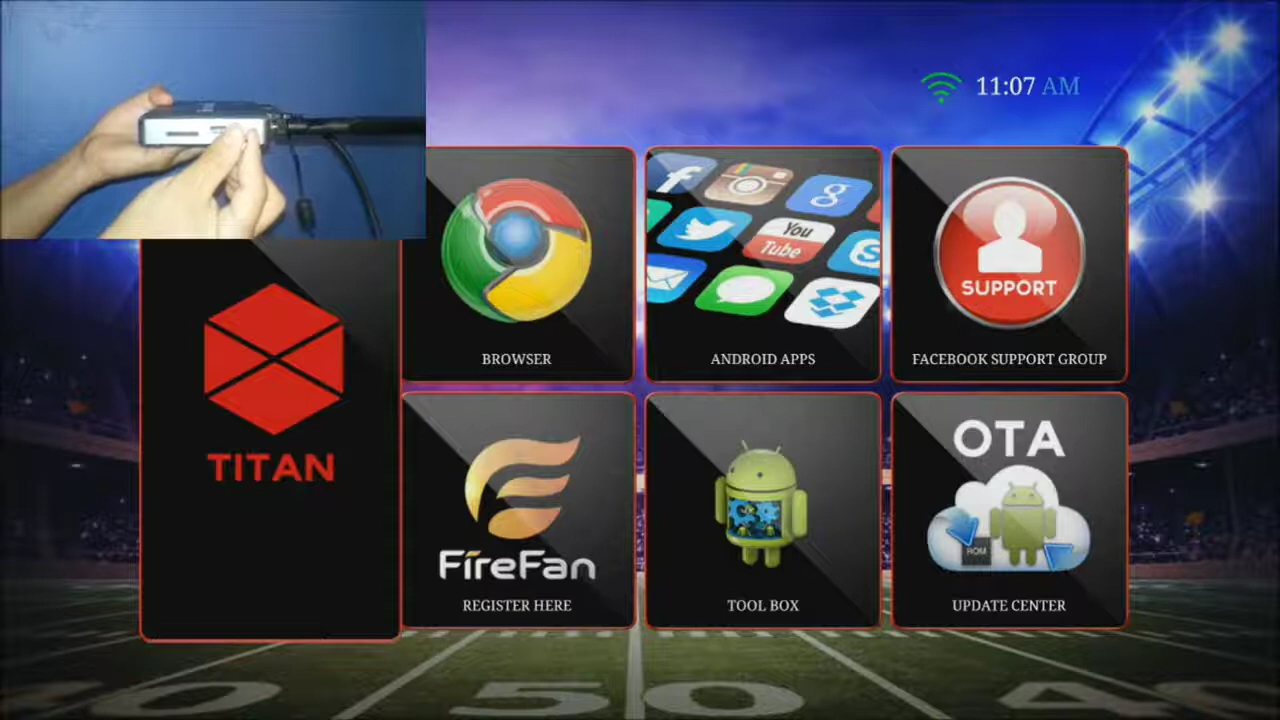 11:07 AM
f
g
You
Tube
S
SUPPORT
BROWSER
ANDROID APPS
FACEBOOK SUPPORT GROUP
TITAN
FireFan
OTA
ROM
REGISTER HERE
TOOL BOX
UPDATE CENTER
50